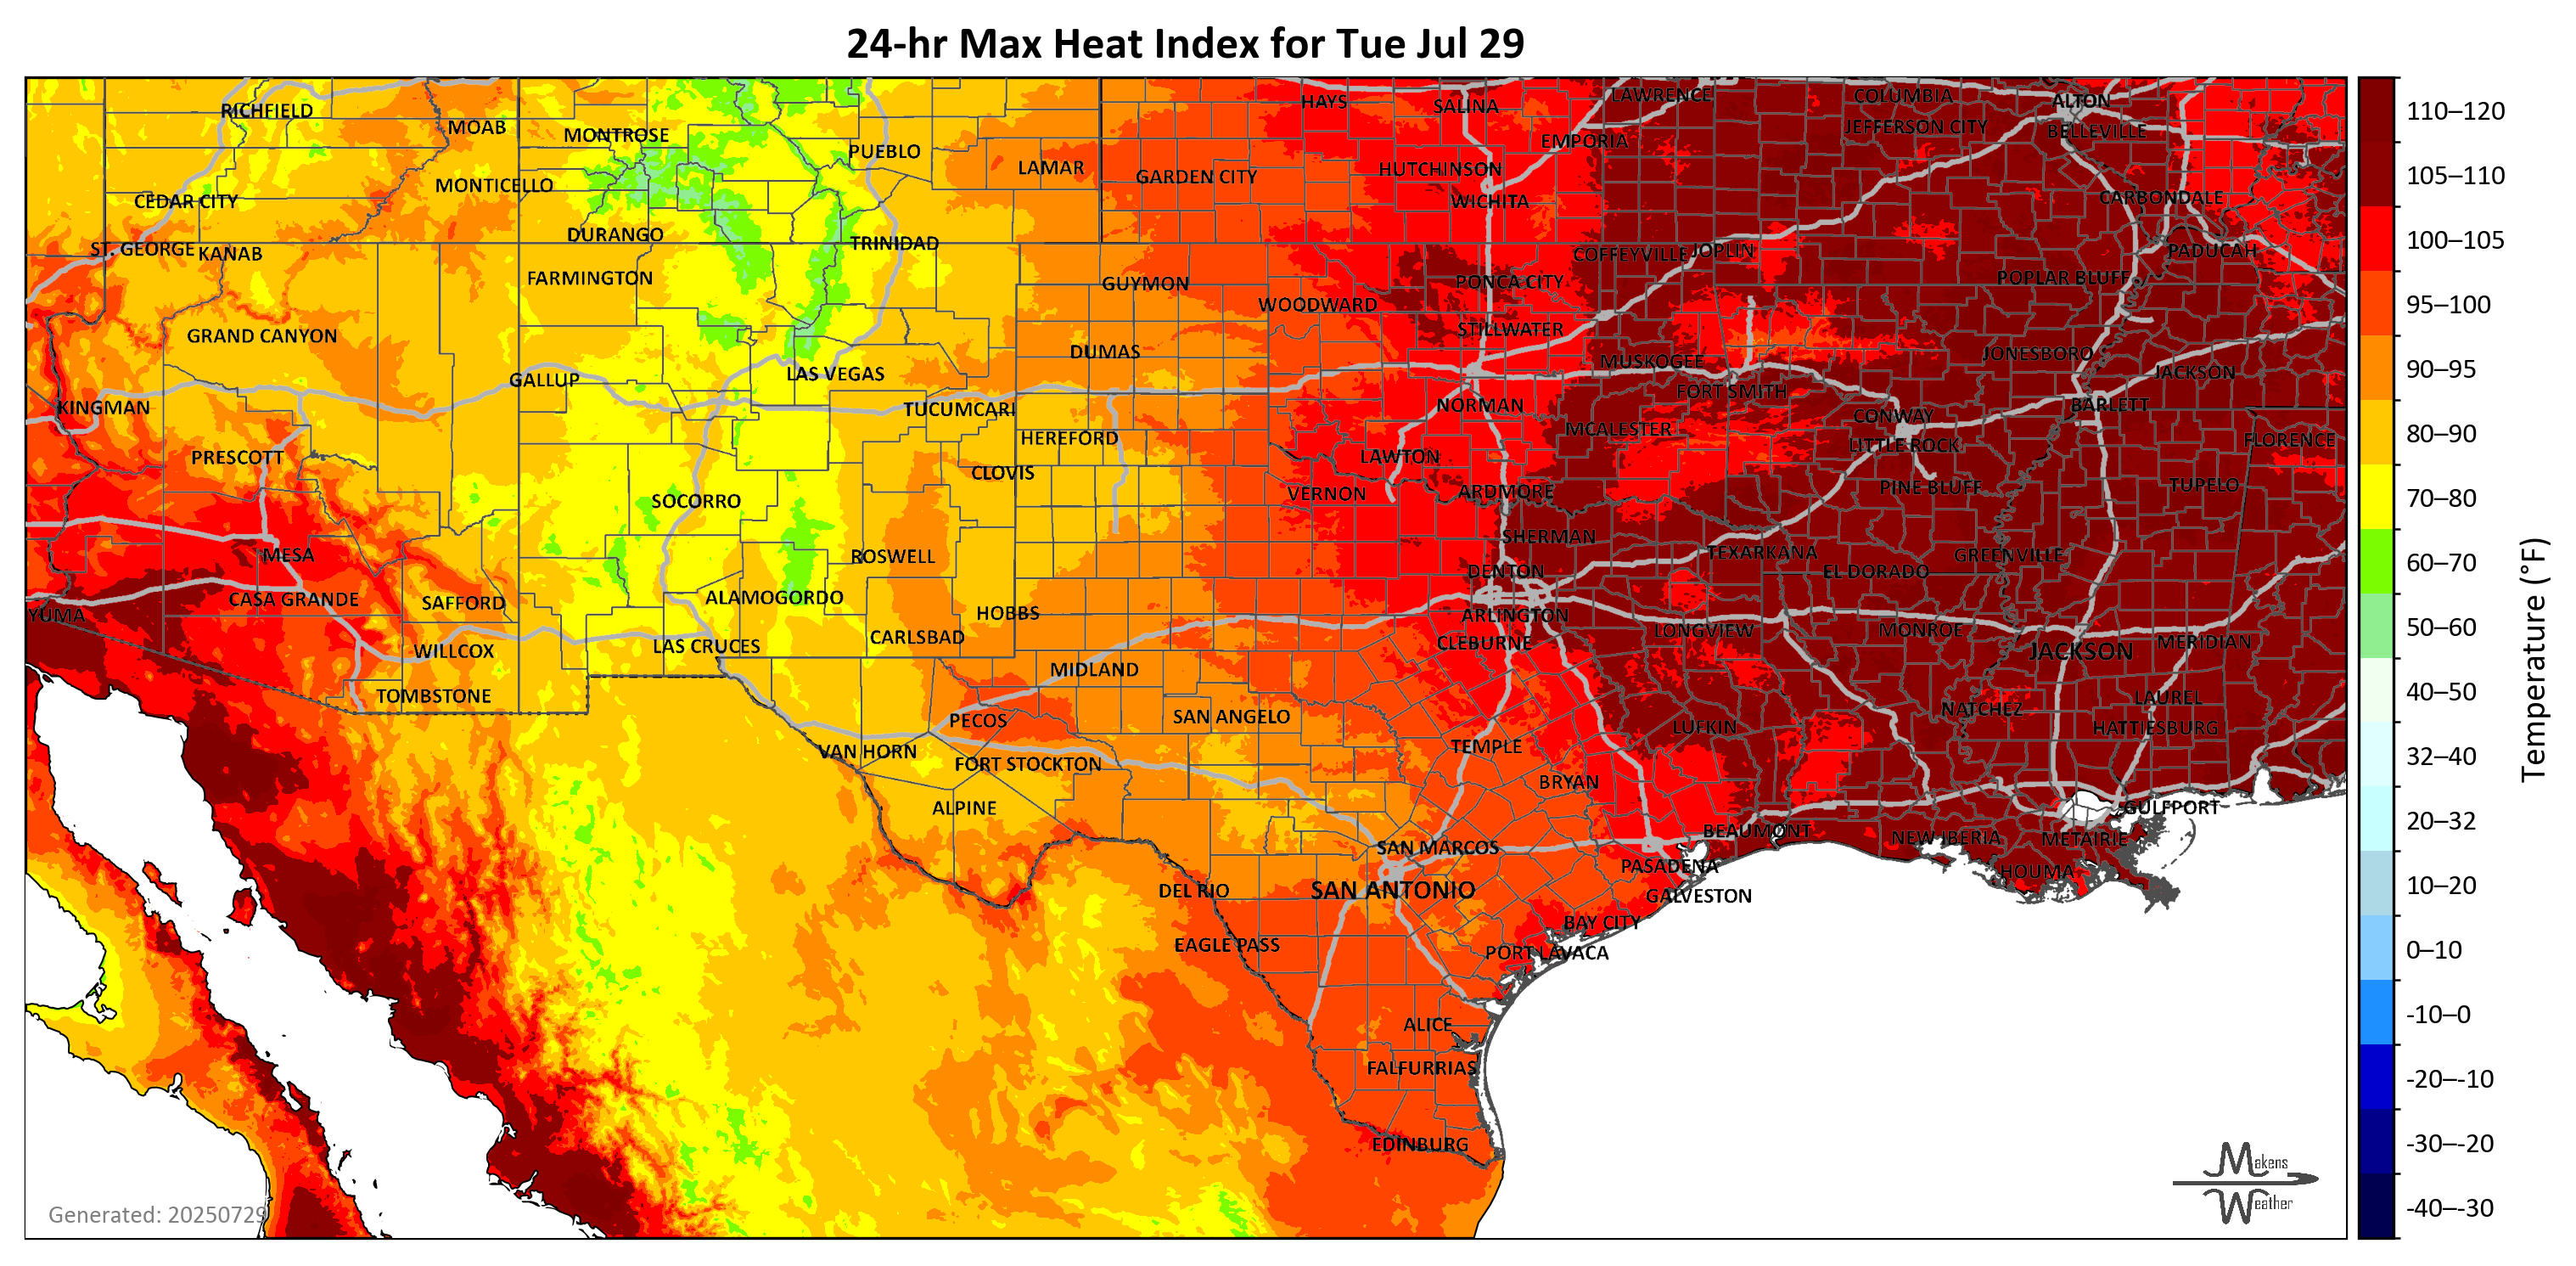 24-hr Max Heat Index for Tue Jul 29
RICHFIELD
MOAB
MONTROSE
PUEBLO
LAMAR
GARDEN CITY
HAYS
SALINA
LAWRENCE
COLUMBIA
ALTON
JEFFERSON CITY
BELLEVILLE
EMPORIA
HUTCHINSON
WICHITA
CEDAR CITY
MONTICELLO
CARBONDALE
DURANGO
TRINIDAD
ST. GEORGE
KANAB
COFFEYVILLE
JOPLIN
PADUCAH
FARMINGTON
GUYMON
PONCA CITY
POPLAR BLUFF
WOODWARD
STILLWATER
GRAND CANYON
DUMAS
MUSKOGEE
JONESBORO
JACKSON
GALLUP
LAS VEGAS
FORT SMITH
KINGMAN
TUCUMCARI
NORMAN
BARLETT
CONWAY
HEREFORD
MCALESTER
LITTLE ROCK
FLORENCE
PRESCOTT
CLOVIS
LAWTON
SOCORRO
VERNON
ARDMORE
PINE BLUFF
TUPELO
MESA
ROSWELL
SHERMAN
TEXARKANA
GREENVILLE
DENTON
EL DORADO
CASA GRANDE
SAFFORD
ALAMOGORDO
HOBBS
YUMA
ARLINGTON
CARLSBAD
LAS CRUCES
CLEBURNE
LONGVIEW
MONROE
JACKSON
MERIDIAN
WILLCOX
MIDLAND
TOMBSTONE
LAUREL
PECOS
SAN ANGELO
NATCHEZ
LUFKIN
HATTIESBURG
VAN HORN
TEMPLE
FORT STOCKTON
BRYAN
ALPINE
GULFPORT
BEAUMONT
NEW IBERIA
METAIRIE
SAN MARCOS
PASADENA
HOUMA
DEL RIO
SAN ANTONIO
GALVESTON
BAY CITY
EAGLE PASS
PORT LAVACA
ALICE
FALFURRIAS
EDINBURG
Generated: 20250729
Makens
Weather
110–120
105–110
100–105
95–100
90–95
80–90
70–80
60–70
50–60
40–50
32–40
20–32
10–20
0–10
-10–0
-20–-10
-30–-20
-40–-30
Temperature (°F)